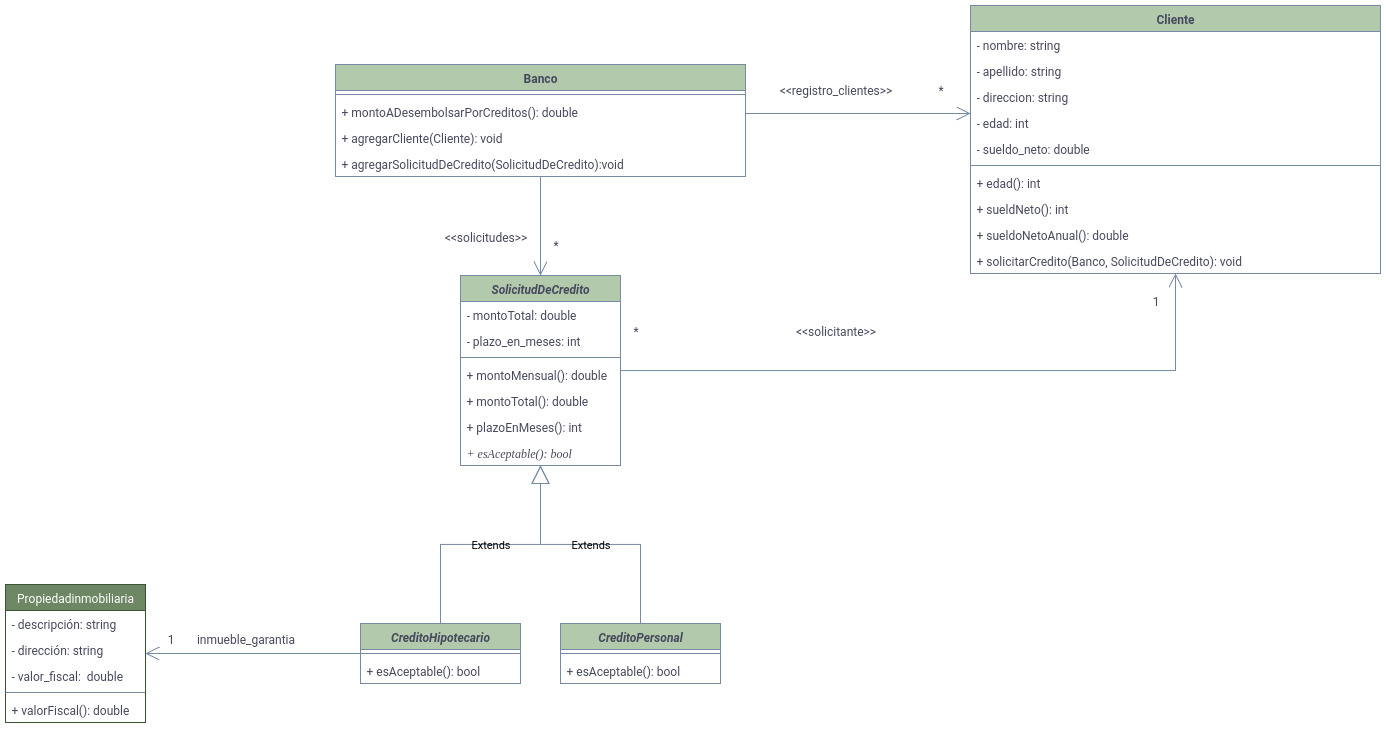 Cliente
- nombre: string
- apellido: string
- direccion: string
- edad: int
- sueldo_neto: double
+ edad(): int
+ sueldNeto(): int
+ sueldoNetoAnual(): double
+ solicitarCredito(Banco, SolicitudDeCredito): void
Banco
+ montoADesembolsarPorCreditos(): double
+ agregarCliente(Cliente): void
+ agregarSolicitudDeCredito(SolicitudDeCredito):void
<<registro_clientes>>
*
<<solicitudes>>
*
SolicitudDeCredito
- montoTotal: double
- plazo_en_meses: int
+ montoMensual(): double
+ montoTotal(): double
+ plazoEnMeses(): int
+ esAceptable(): bool
*
<<solicitante>>
1
Extends
Extends
Propiedadinmobiliaria
- descripción: string
- dirección: string
- valor_fiscal: double
+ valorFiscal(): double
1
inmueble_garantia
CreditoHipotecario
+ esAceptable(): bool
CreditoPersonal
+ esAceptable(): bool